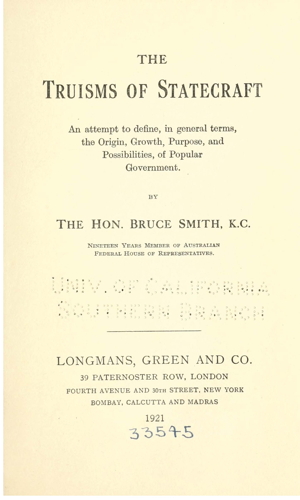 THE
TRUISMS OF STATECRAFT
An attempt to define, in general terms,
the Origin, Growth, Purpose, and
Possibilities, of Popular
Government.
BY
THE HON. BRUCE SMITH, K.C.
NINETEEN YEARS MEMBER OF AUSTRALIAN
FEDERAL HOUSE OF REPRESENTATIVES.
UNIV. OF CALIFORNIA
SOUTHERN BRANCH
LONGMANS, GREEN AND CO.
39 PATERNOSTER ROW, LONDON
FOURTH AVENUE AND 30TH STREET, NEW YORK
BOMBAY, CALCUTTA AND MADRAS
1921
33545